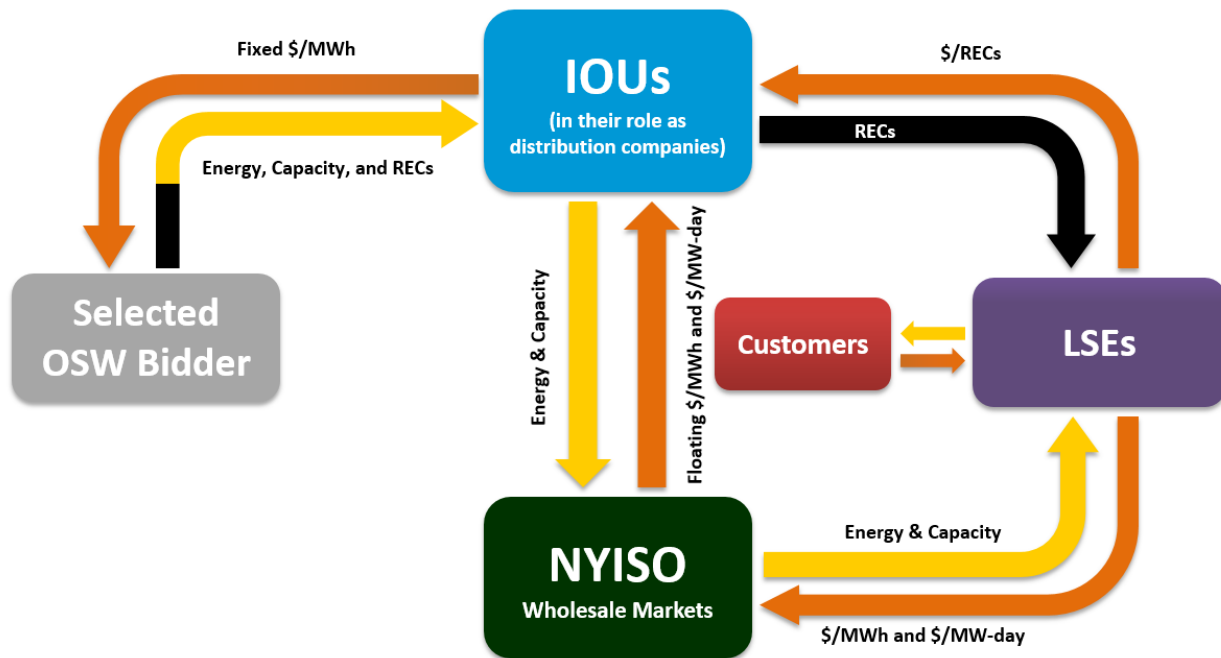 Fixed $/MWh
IOUs
(in their role as
distribution companies)
$/RECs
RECs
Energy, Capacity, and RECs
Selected
OSW Bidder
Energy & Capacity
Floating $/MWh and $/MW-day
Customers
LSEs
NYISO
Wholesale Markets
Energy & Capacity
$/MWh and $/MW-day